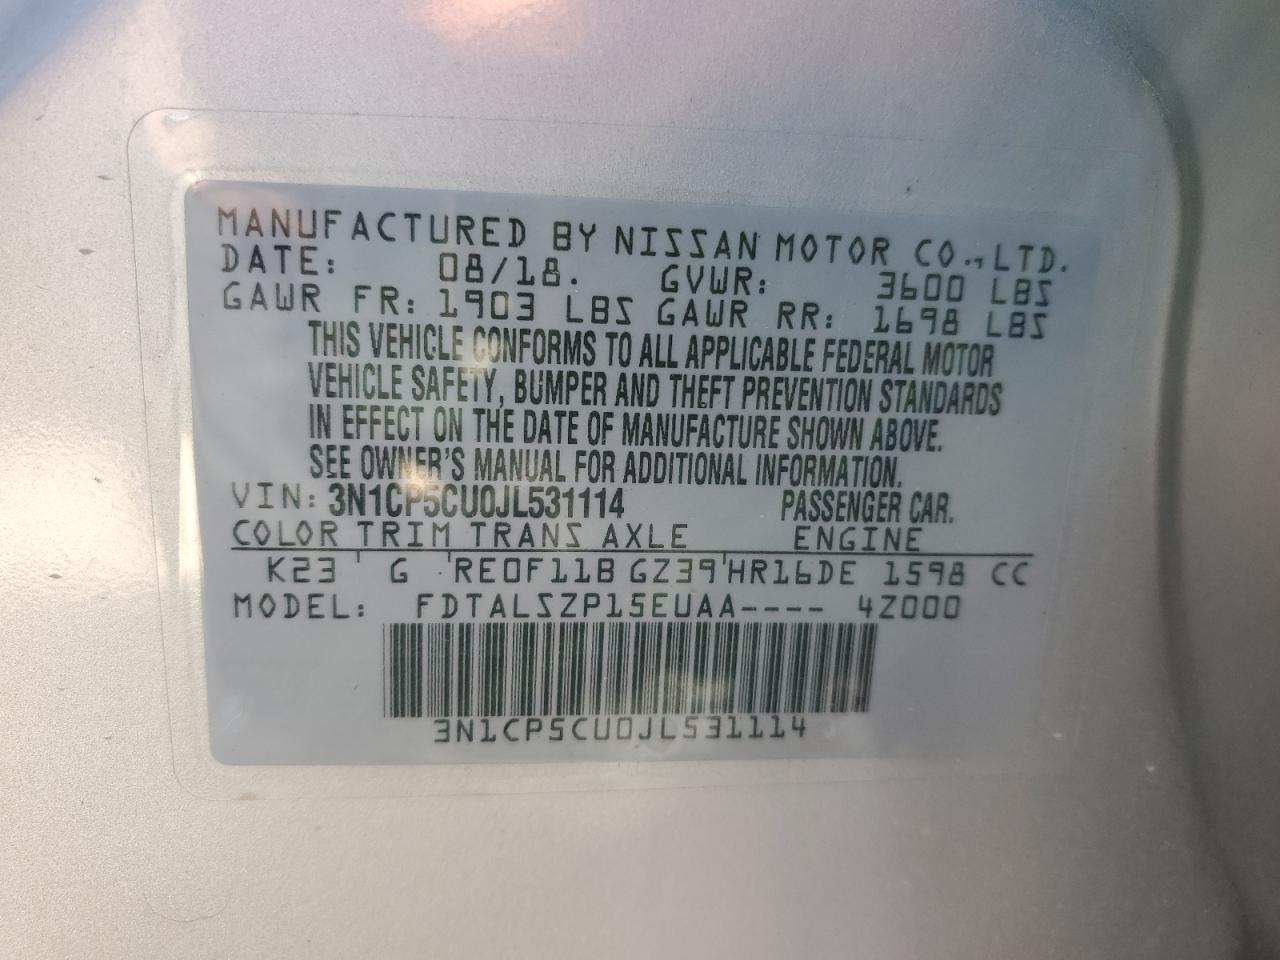 MANUFACTURED BY NISSAN MOTOR CO., LTD.
DATE: 08/18. GVWR: 3600 LBS
GAWR FR: 1903 LBS GAWR RR: 1698 LBS
THIS VEHICLE CONFORMS TO ALL APPLICABLE FEDERAL MOTOR
VEHICLE SAFETY, BUMPER AND THEFT PREVENTION STANDARDS
IN EFFECT ON THE DATE OF MANUFACTURE SHOWN ABOVE.
SEE OWNER'S MANUAL FOR ADDITIONAL INFORMATION.
VIN: 3N1CP5CU0JL531114 PASSENGER CAR.
COLOR TRIM TRANS AXLE ENGINE
K23 G RE0F11B GZ39 HR16DE 1598 CC
MODEL: FDTALSZP15EUAA---- 4Z000
3N1CP5CU0JL531114